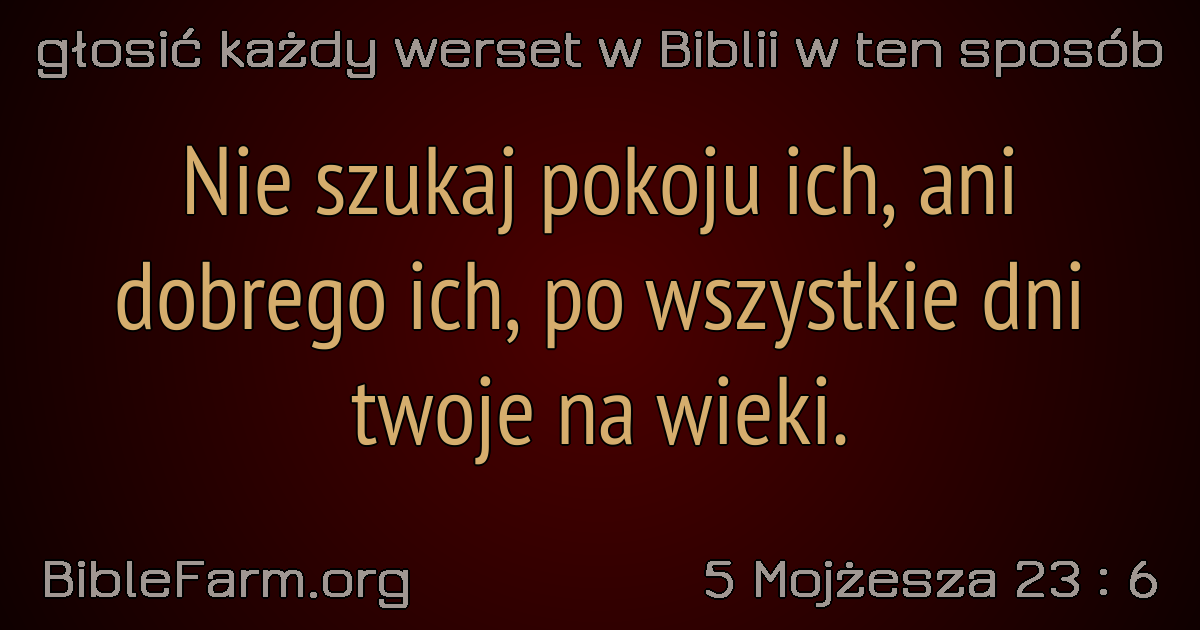 głosić każdy werset w Biblii w ten sposób
Nie szukaj pokoju ich, ani
dobrego ich, po wszystkie dni
twoje na wieki.
BibleFarm.org
5 Mojżesza 23 : 6